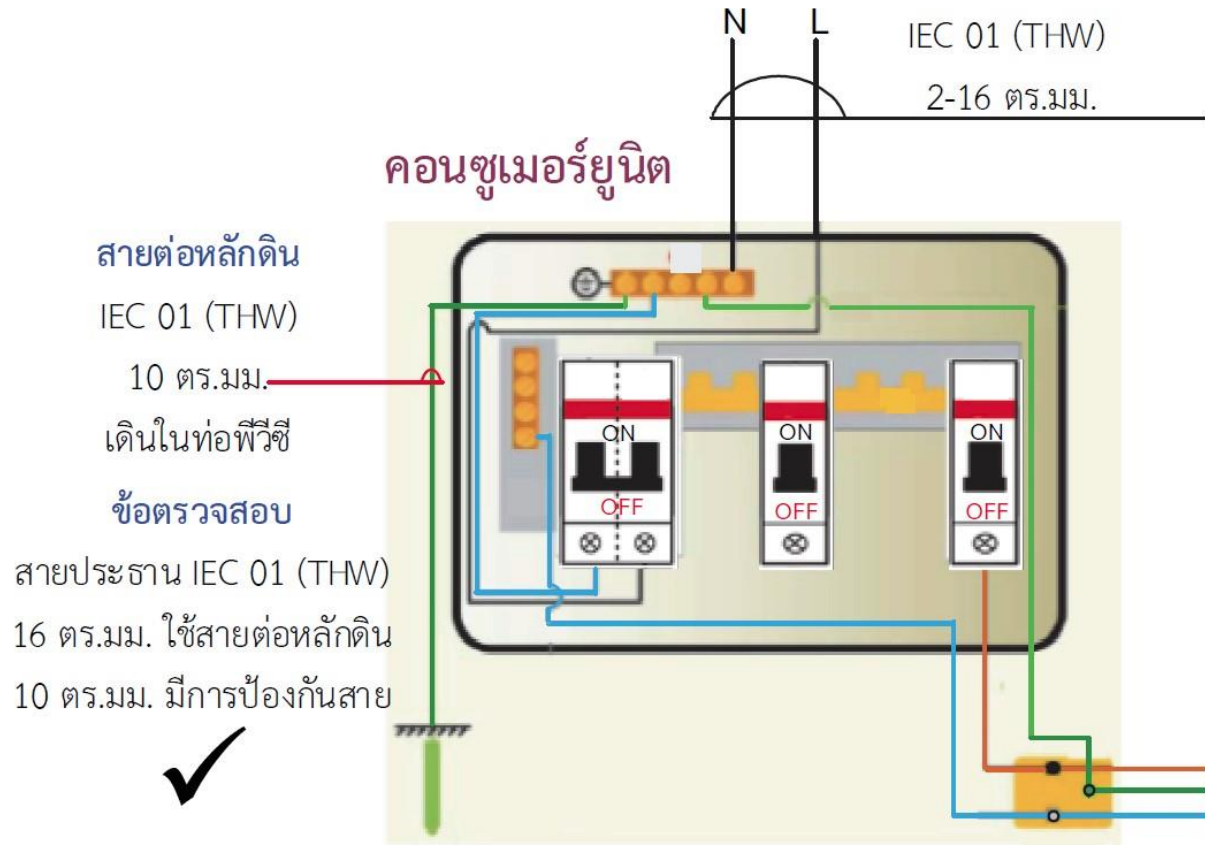 N L
IEC 01 (THW)
2-16 ตร.มม.
คอนซูเมอร์ยูนิต
สายต่อหลักดิน
IEC 01 (THW)
10 ตร.มม.
เดินในท่อพีวีซี
ข้อตรวจสอบ
สายประธาน IEC 01 (THW)
16 ตร.มม. ใช้สายต่อหลักดิน
10 ตร.มม. มีการป้องกันสาย
ON ON ON
OFF OFF OFF